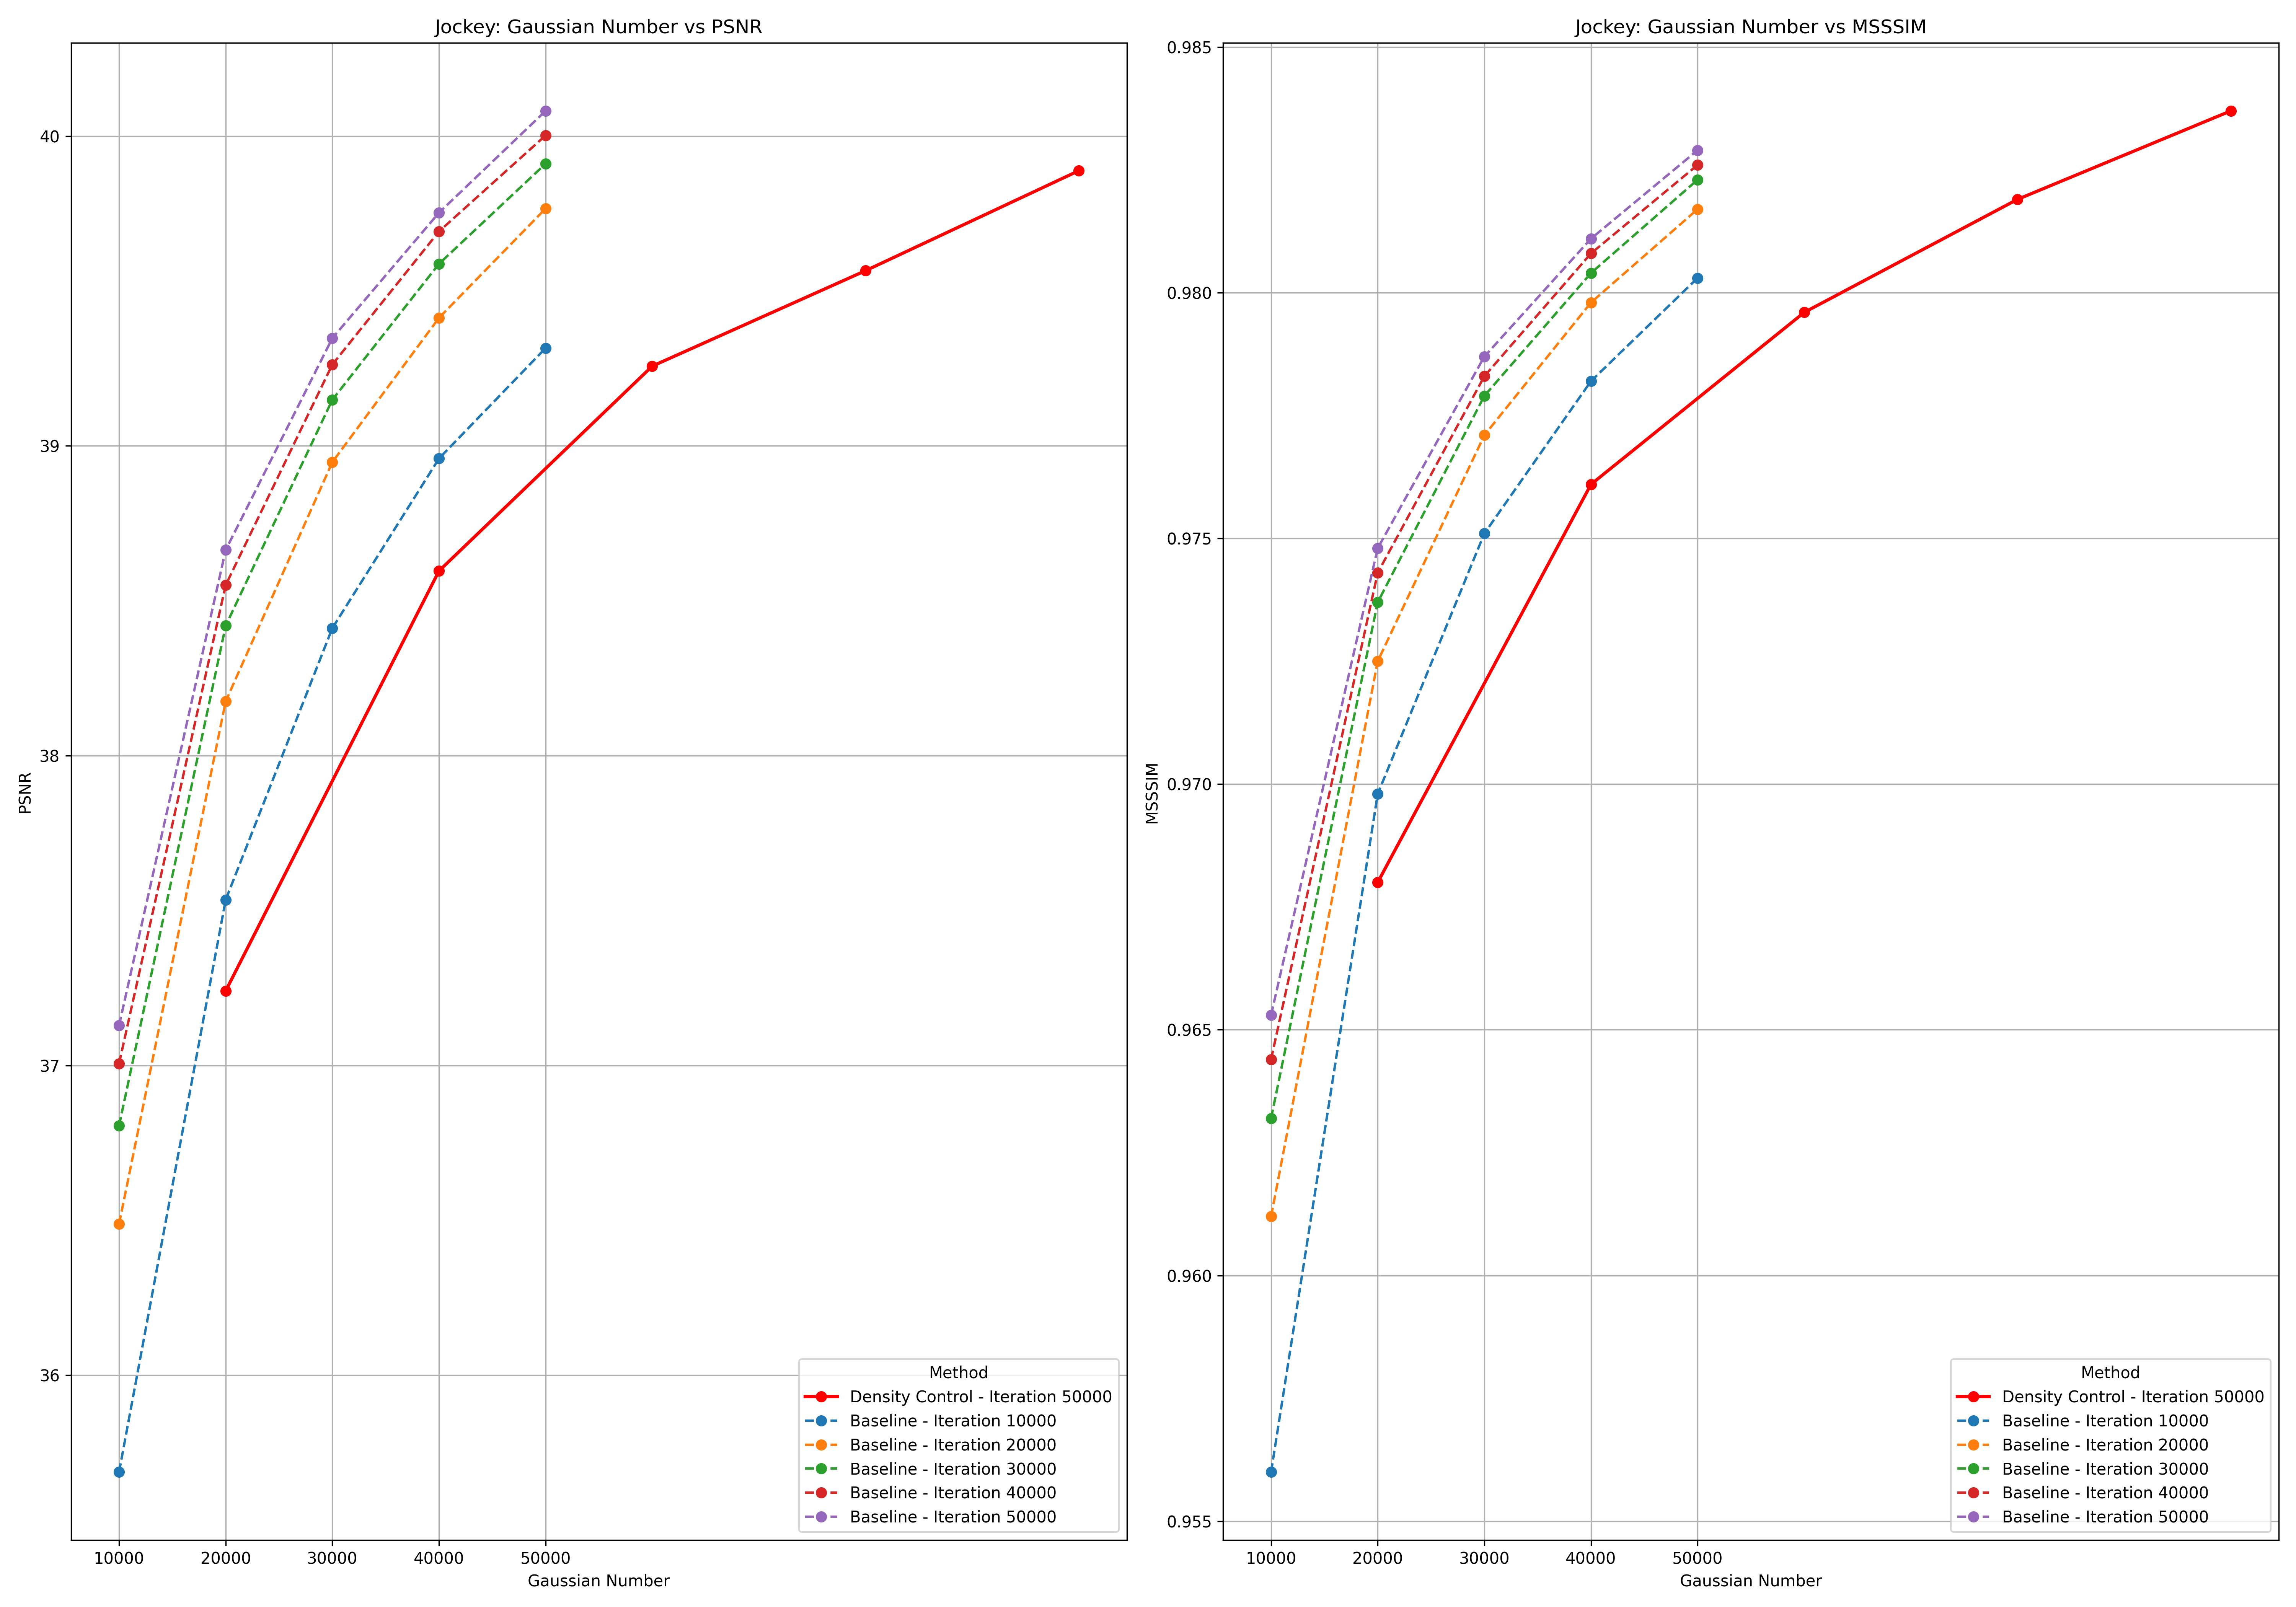 Jockey: Gaussian Number vs PSNR
PSNR
40
39
38
37
36
10000 20000 30000 40000 50000
Gaussian Number
Method
Density Control - Iteration 50000
Baseline - Iteration 10000
Baseline - Iteration 20000
Baseline - Iteration 30000
Baseline - Iteration 40000
Baseline - Iteration 50000
Jockey: Gaussian Number vs MSSSIM
MSSSIM
0.985
0.980
0.975
0.970
0.965
0.960
0.955
10000 20000 30000 40000 50000
Gaussian Number
Method
Density Control - Iteration 50000
Baseline - Iteration 10000
Baseline - Iteration 20000
Baseline - Iteration 30000
Baseline - Iteration 40000
Baseline - Iteration 50000